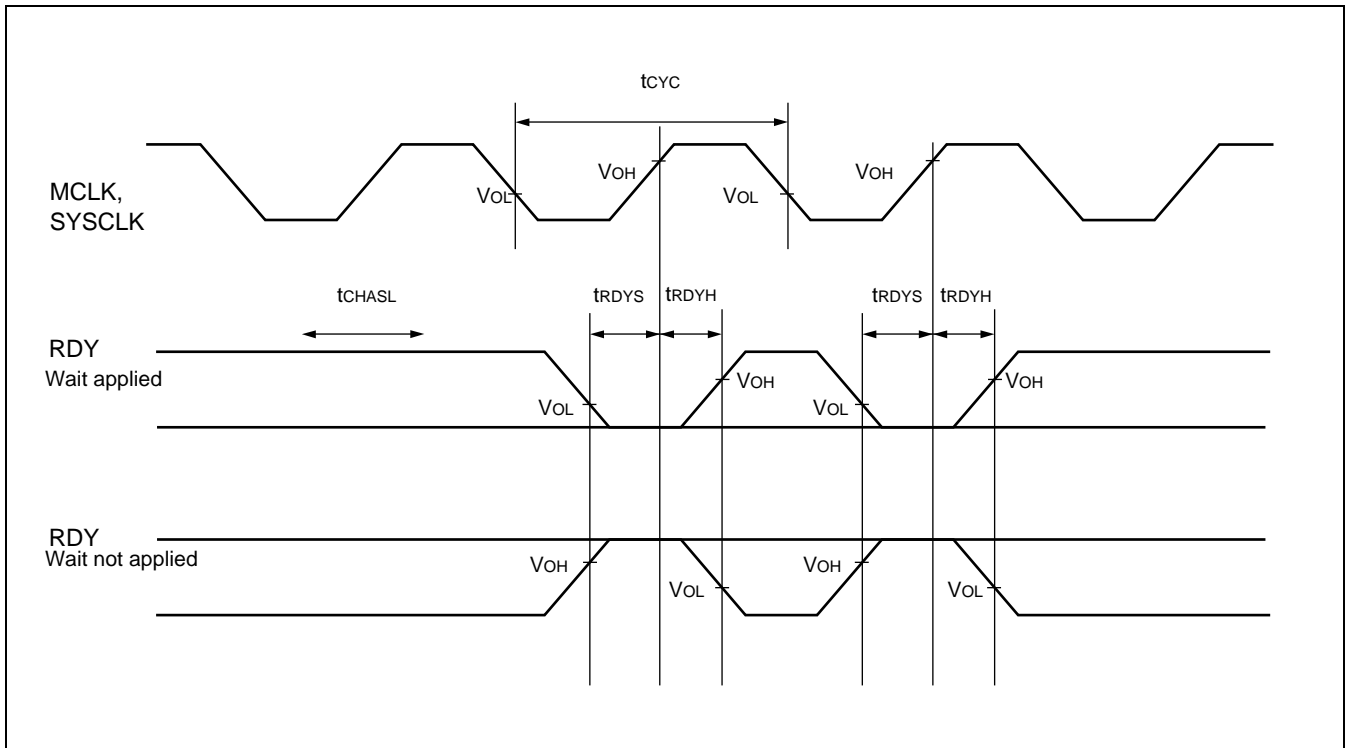 tCYC
VOH
VOH
MCLK,
SYSCLK
VOL
VOL
tCHASL
tRDYS
tRDYH
tRDYS
tRDYH
RDY
Wait applied
VOH
VOH
VOL
VOL
RDY
Wait not applied
VOH
VOH
VOL
VOL